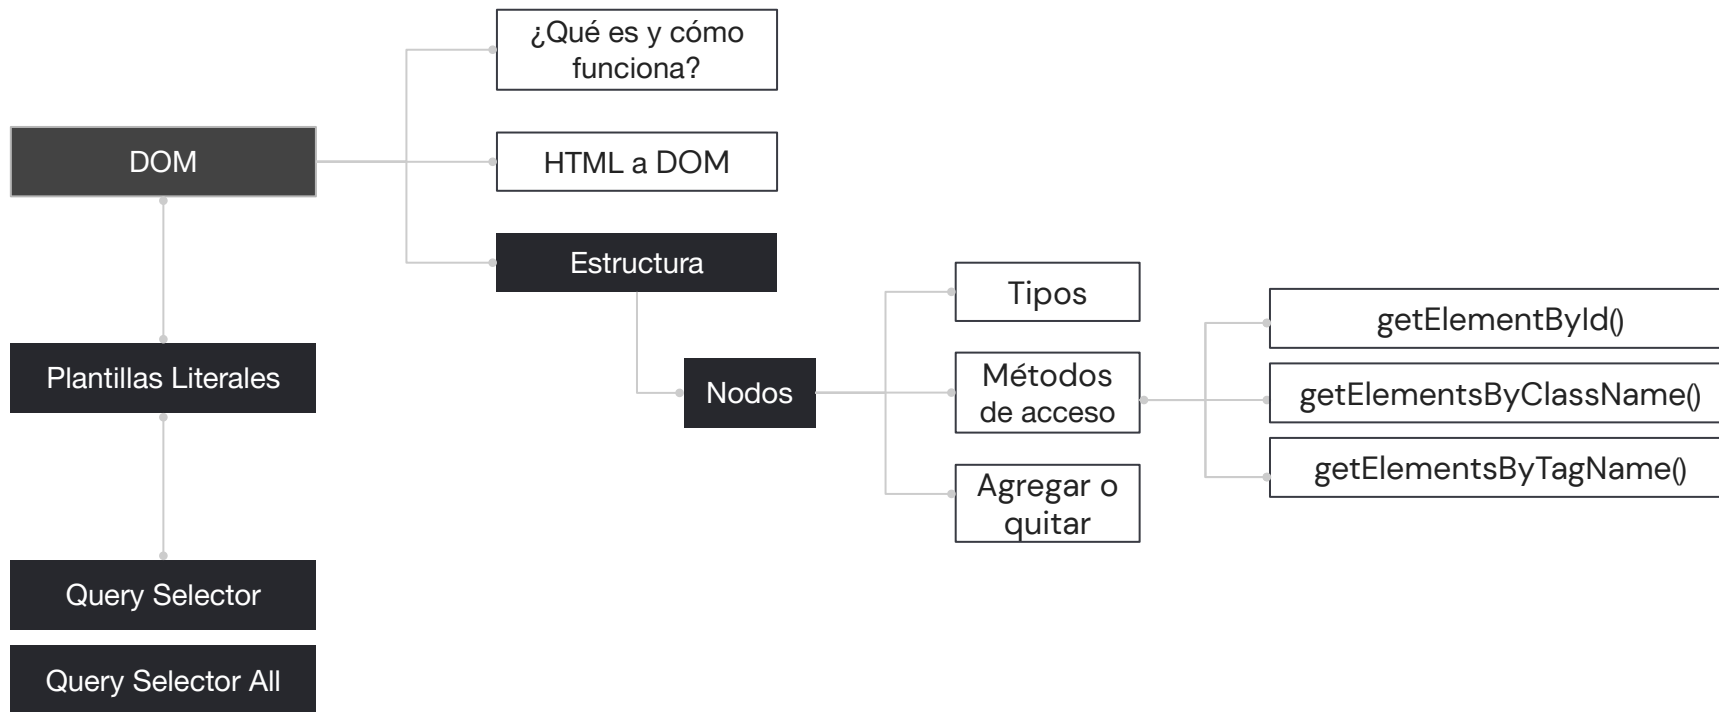 ¿Qué es y cómo
funciona?
DOM
HTML a DOM
Estructura
Tipos
getElementById()
Plantillas Literales
Nodos
Métodos
de acceso
getElementsByClassName()
getElementsByTagName()
Agregar o
quitar
Query Selector
Query Selector All